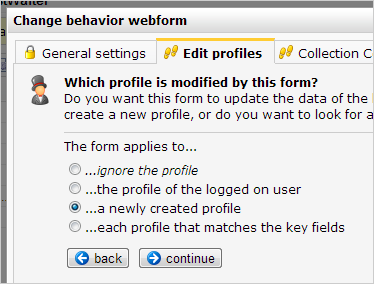 Change behavior webform
General settings
Edit profiles
Collection C
Which profile is modified by this form?
Do you want this form to update the data of the
create a new profile, or do you want to look for a
The form applies to...
...ignore the profile
...the profile of the logged on user
...a newly created profile
...each profile that matches the key fields
back
continue